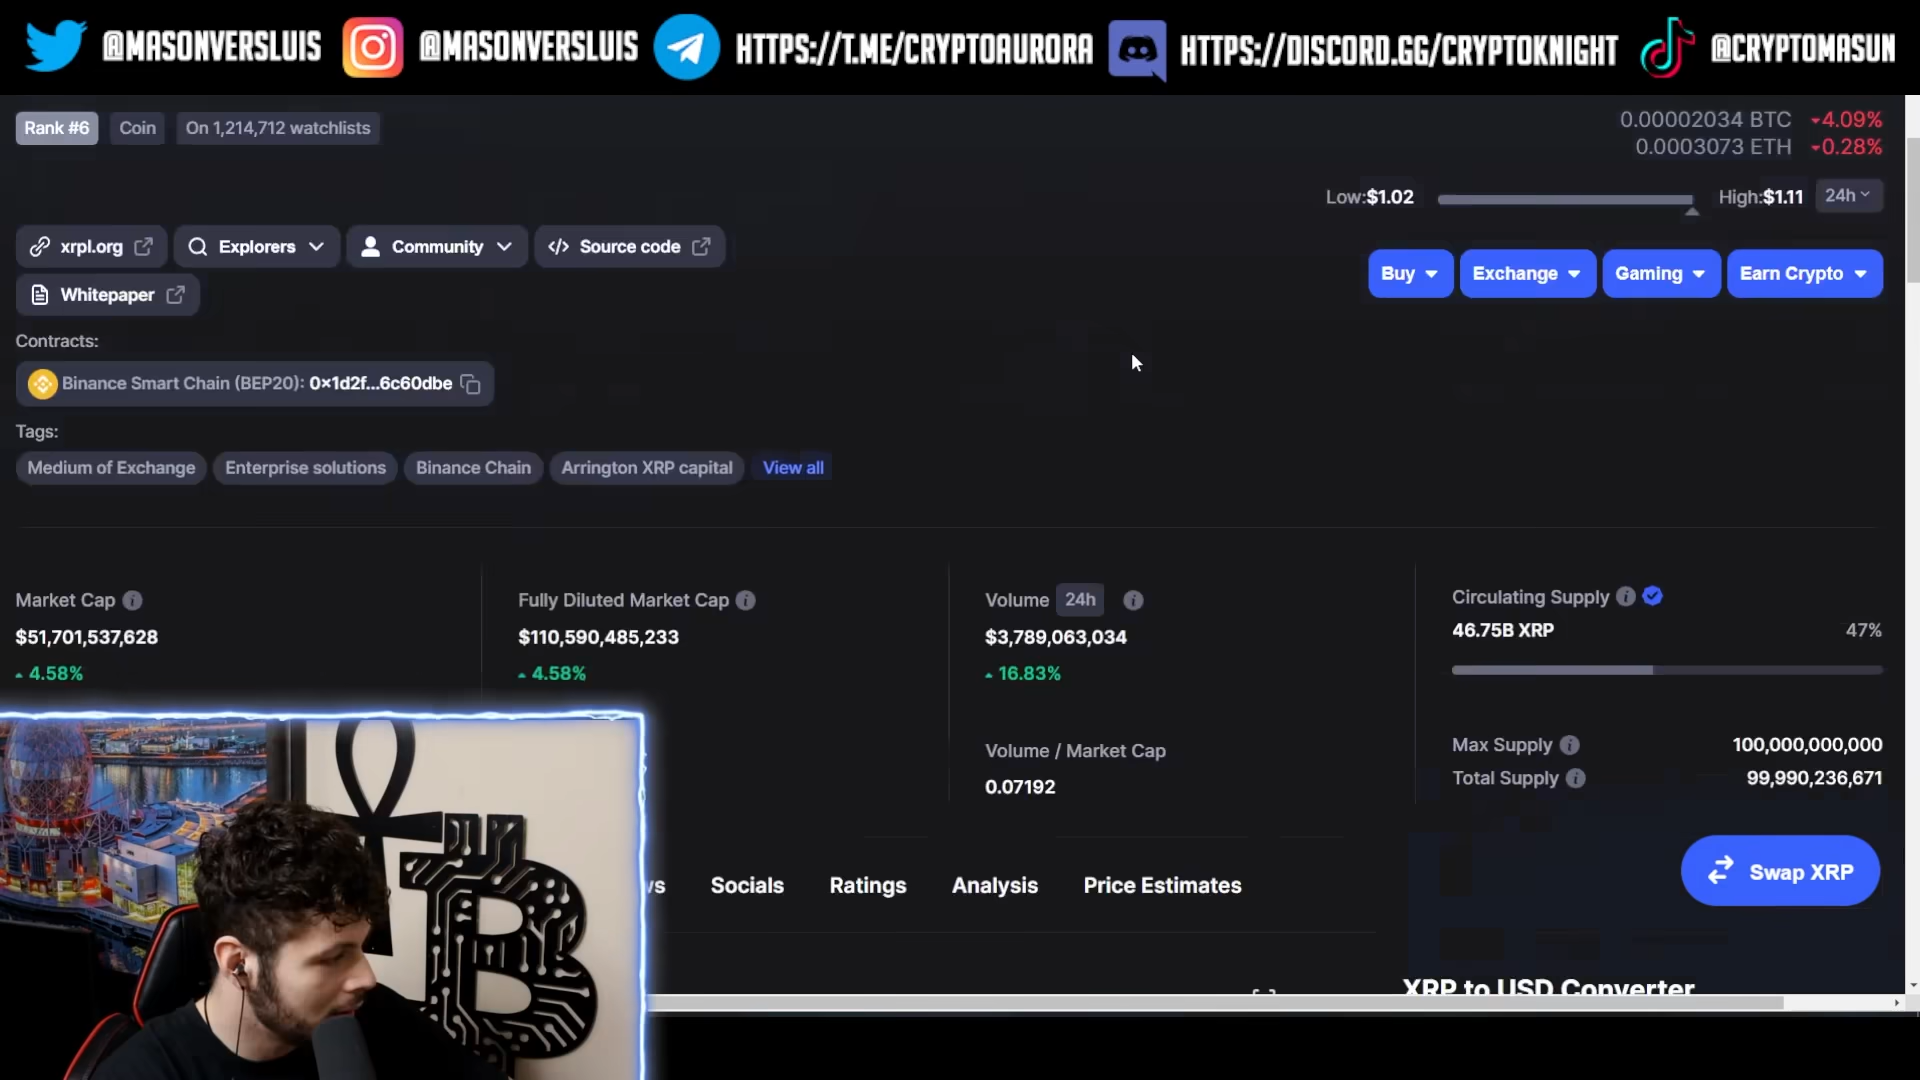 @MASONVERSLUIS @MASONVERSLUIS HTTPS://T.ME/CRYPTOAURORA HTTPS://DISCORD.GG/CRYPTOKNIGHT @CRYPTOMASUN
Rank #6 Coin On 1,214,712 watchlists
0.00002034 BTC 4.09%
0.0003073 ETH 0.28%
Low:$1.02 High:$1.11 24h
xrpl.org Explorers Community Source code
Buy Exchange Gaming Earn Crypto
Whitepaper
Contracts:
Binance Smart Chain (BEP20): 0x1d2f...6c60dbe
Tags:
Medium of Exchange Enterprise solutions Binance Chain Arrington XRP capital View all
Market Cap
$51,701,537,628
4.58%
Fully Diluted Market Cap
$110,590,485,233
4.58%
Volume 24h
$3,789,063,034
16.83%
Volume / Market Cap
0.07192
Circulating Supply
46.75B XRP 47%
Max Supply 100,000,000,000
Total Supply 99,990,236,671
Swap XRP
Socials Ratings Analysis Price Estimates
XRP to USD Converter